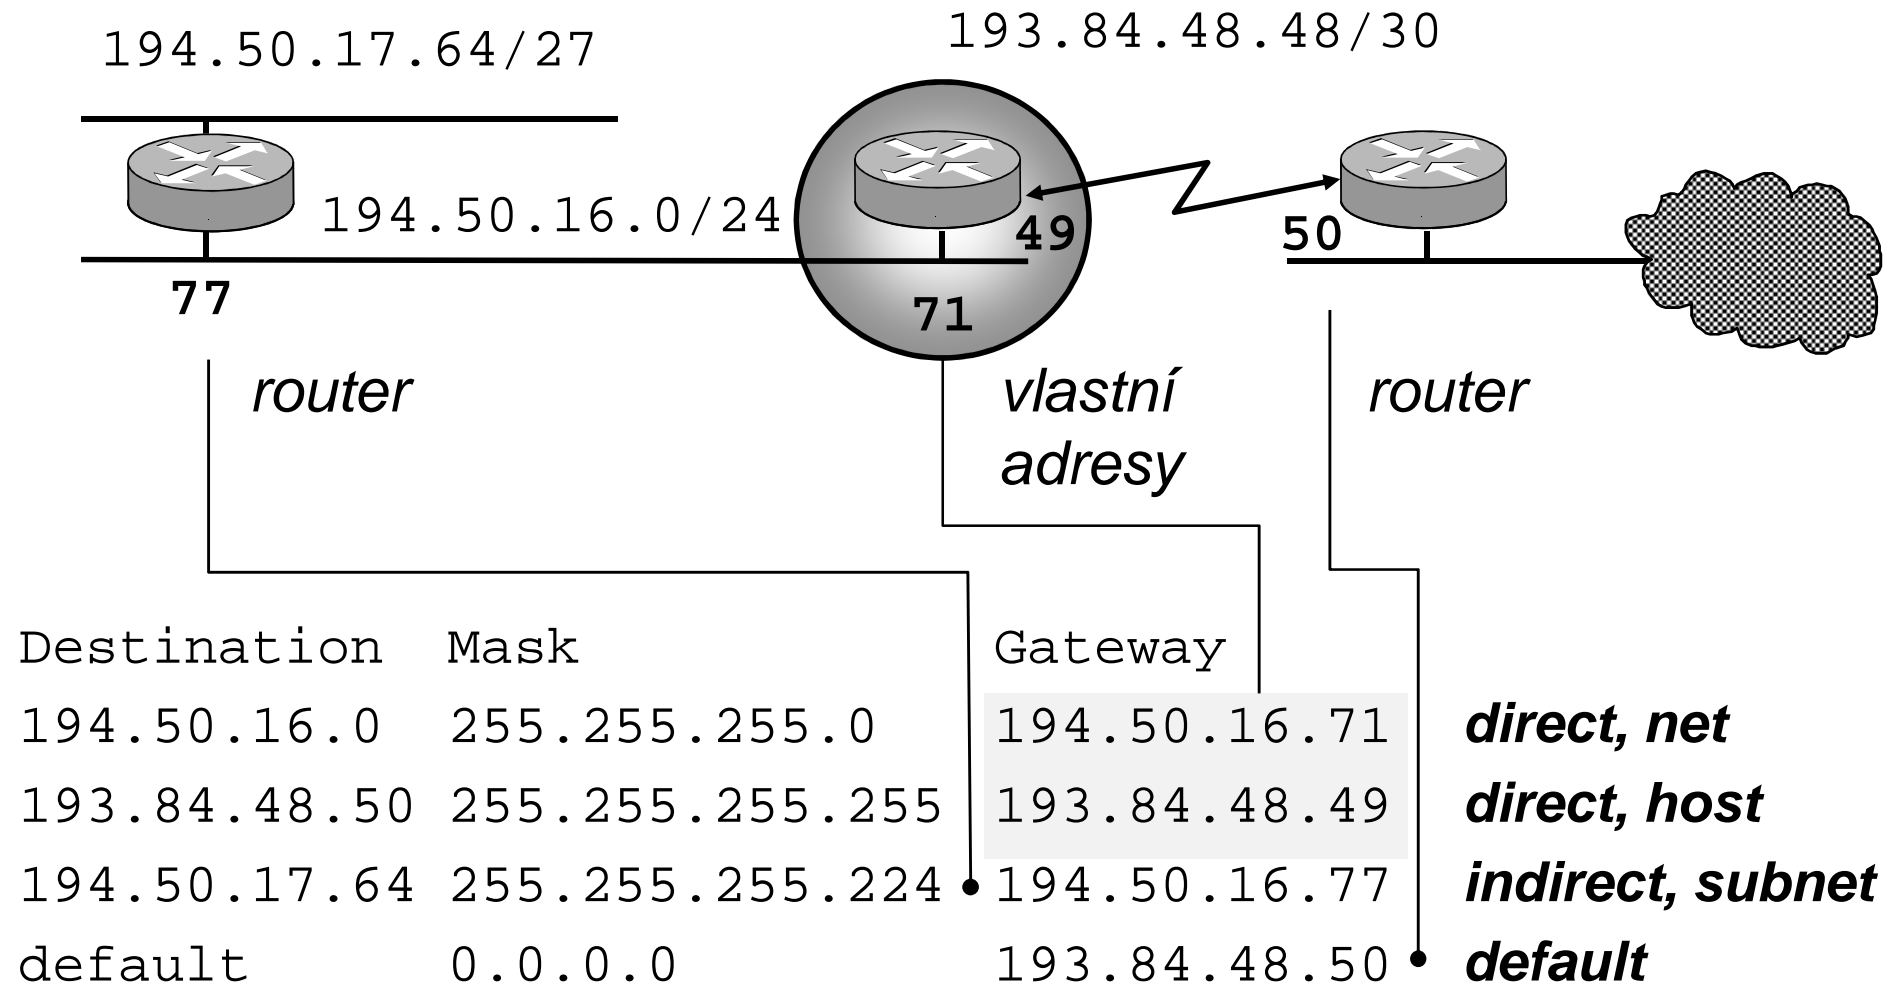 193.84.48.48/30
194.50.17.64/27
194.50.16.0/24
49
50
77
71
router
vlastní
adresy
router
Destination Mask Gateway
194.50.16.0 255.255.255.0 194.50.16.71 direct, net
193.84.48.50 255.255.255.255 193.84.48.49 direct, host
194.50.17.64 255.255.255.224 194.50.16.77 indirect, subnet
default 0.0.0.0 193.84.48.50 default